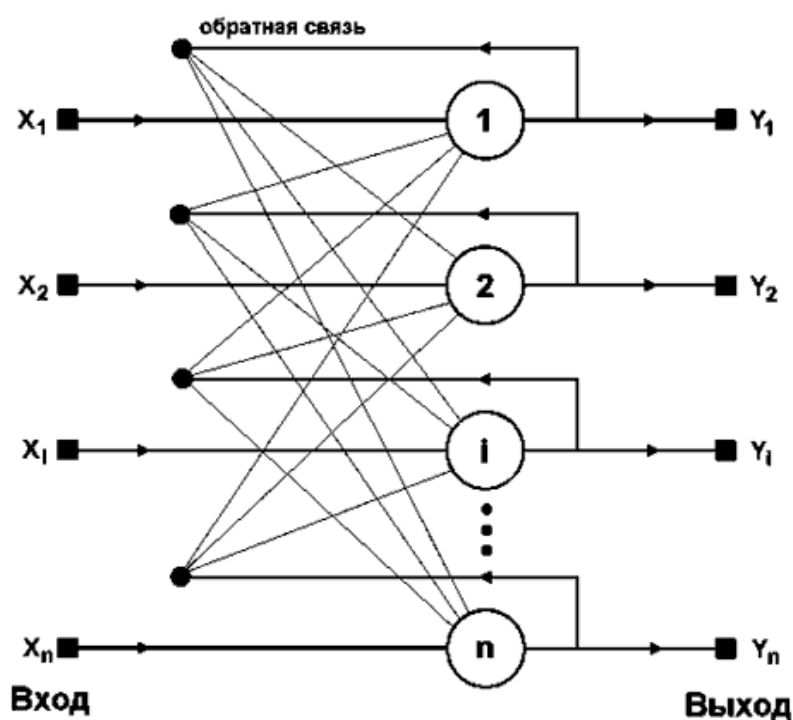 обратная связь
X1 1 Y1
X2 2 Y2
Xi i Yi
Xn n Yn
Вход Выход